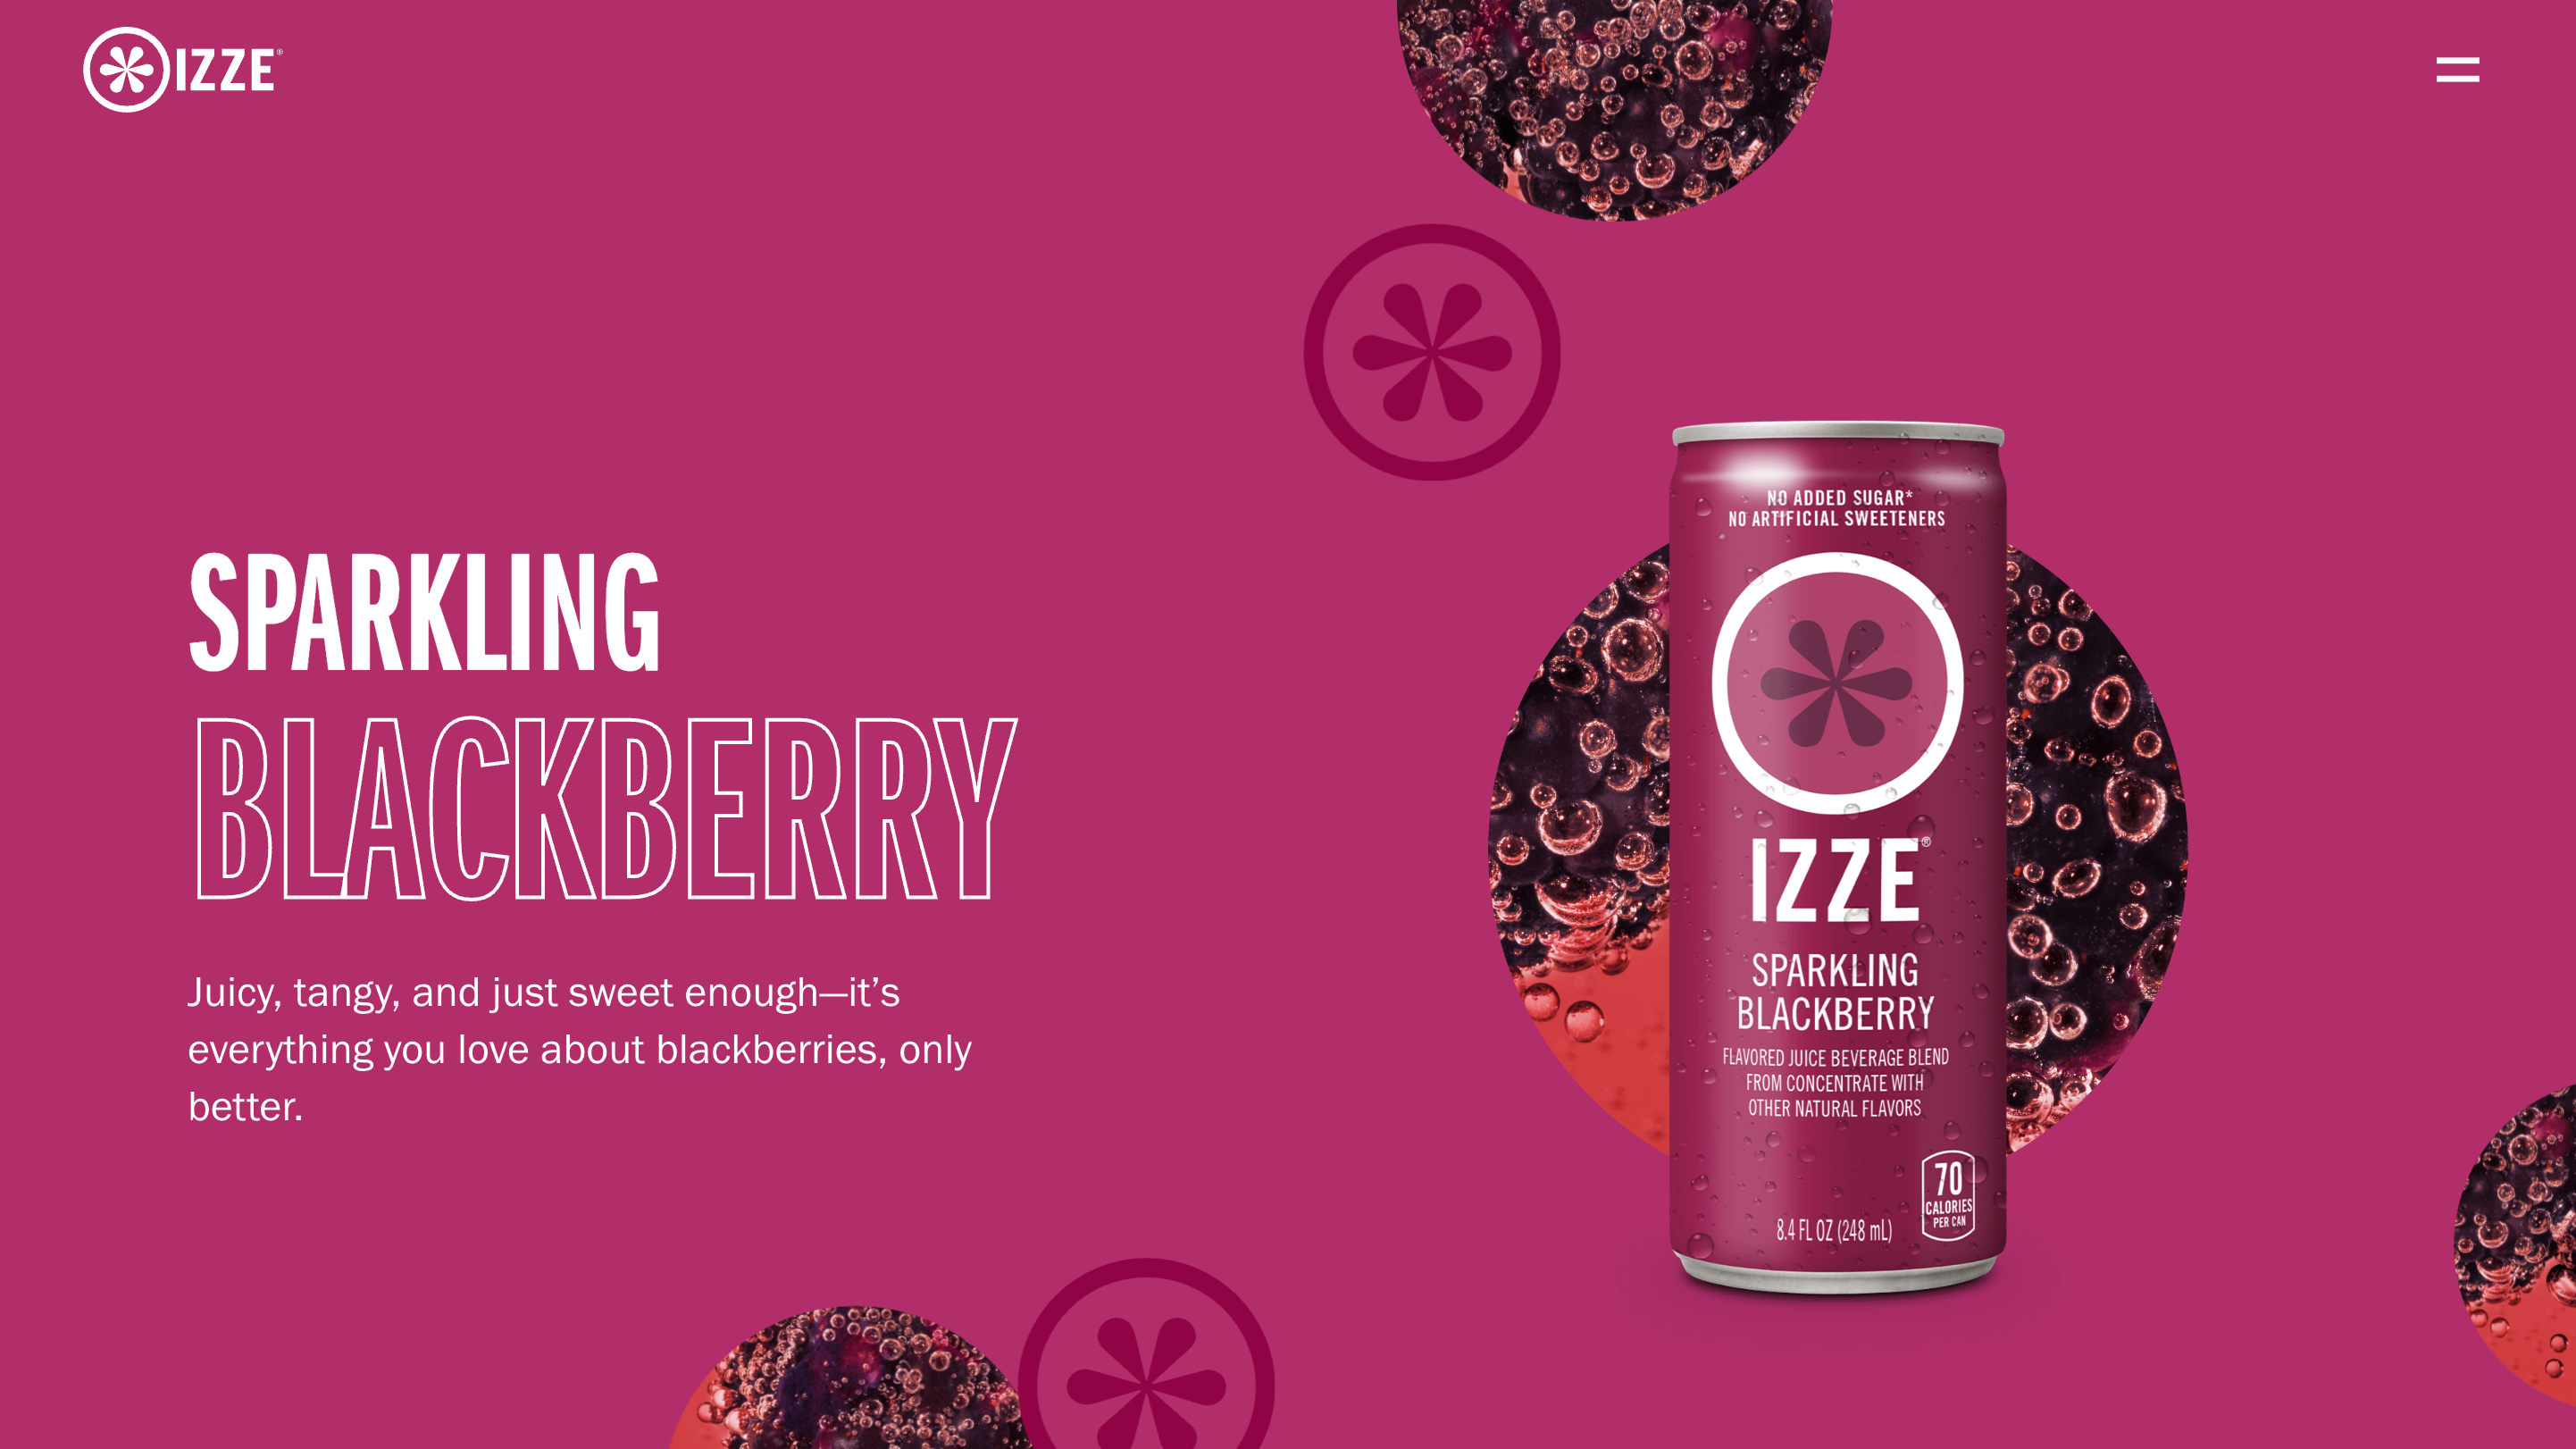 IZZE®
SPARKLING
BLACKBERRY
Juicy, tangy, and just sweet enough—it’s
everything you love about blackberries, only
better.
NO ADDED SUGAR*
NO ARTIFICIAL SWEETENERS
IZZE®
SPARKLING
BLACKBERRY
FLAVORED JUICE BEVERAGE BLEND
FROM CONCENTRATE WITH
OTHER NATURAL FLAVORS
70
CALORIES
PER CAN
8.4 FL OZ (248 mL)